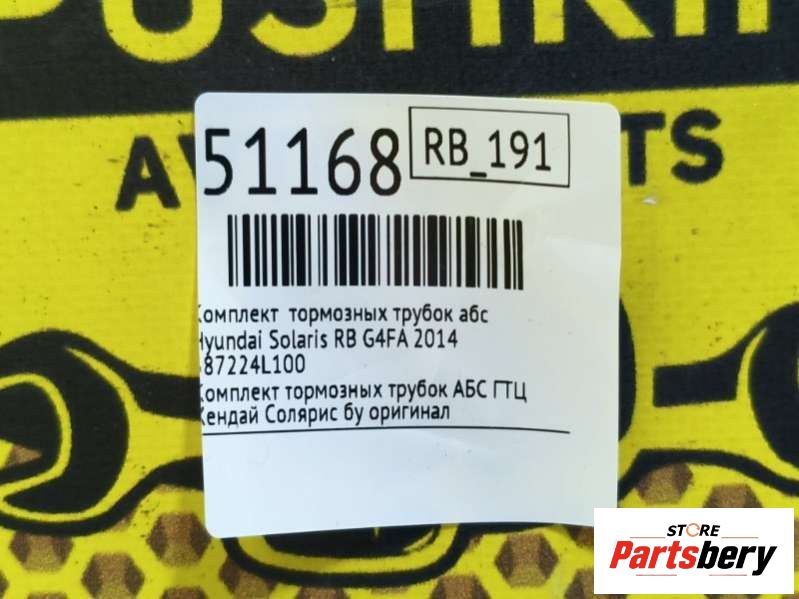 51168
RB_191
Комплект тормозных трубок абс
Hyundai Solaris RB G4FA 2014
587224L100
Комплект тормозных трубок АБС ГТЦ
Хендай Солярис бу оригинал
STORE
Partsbery